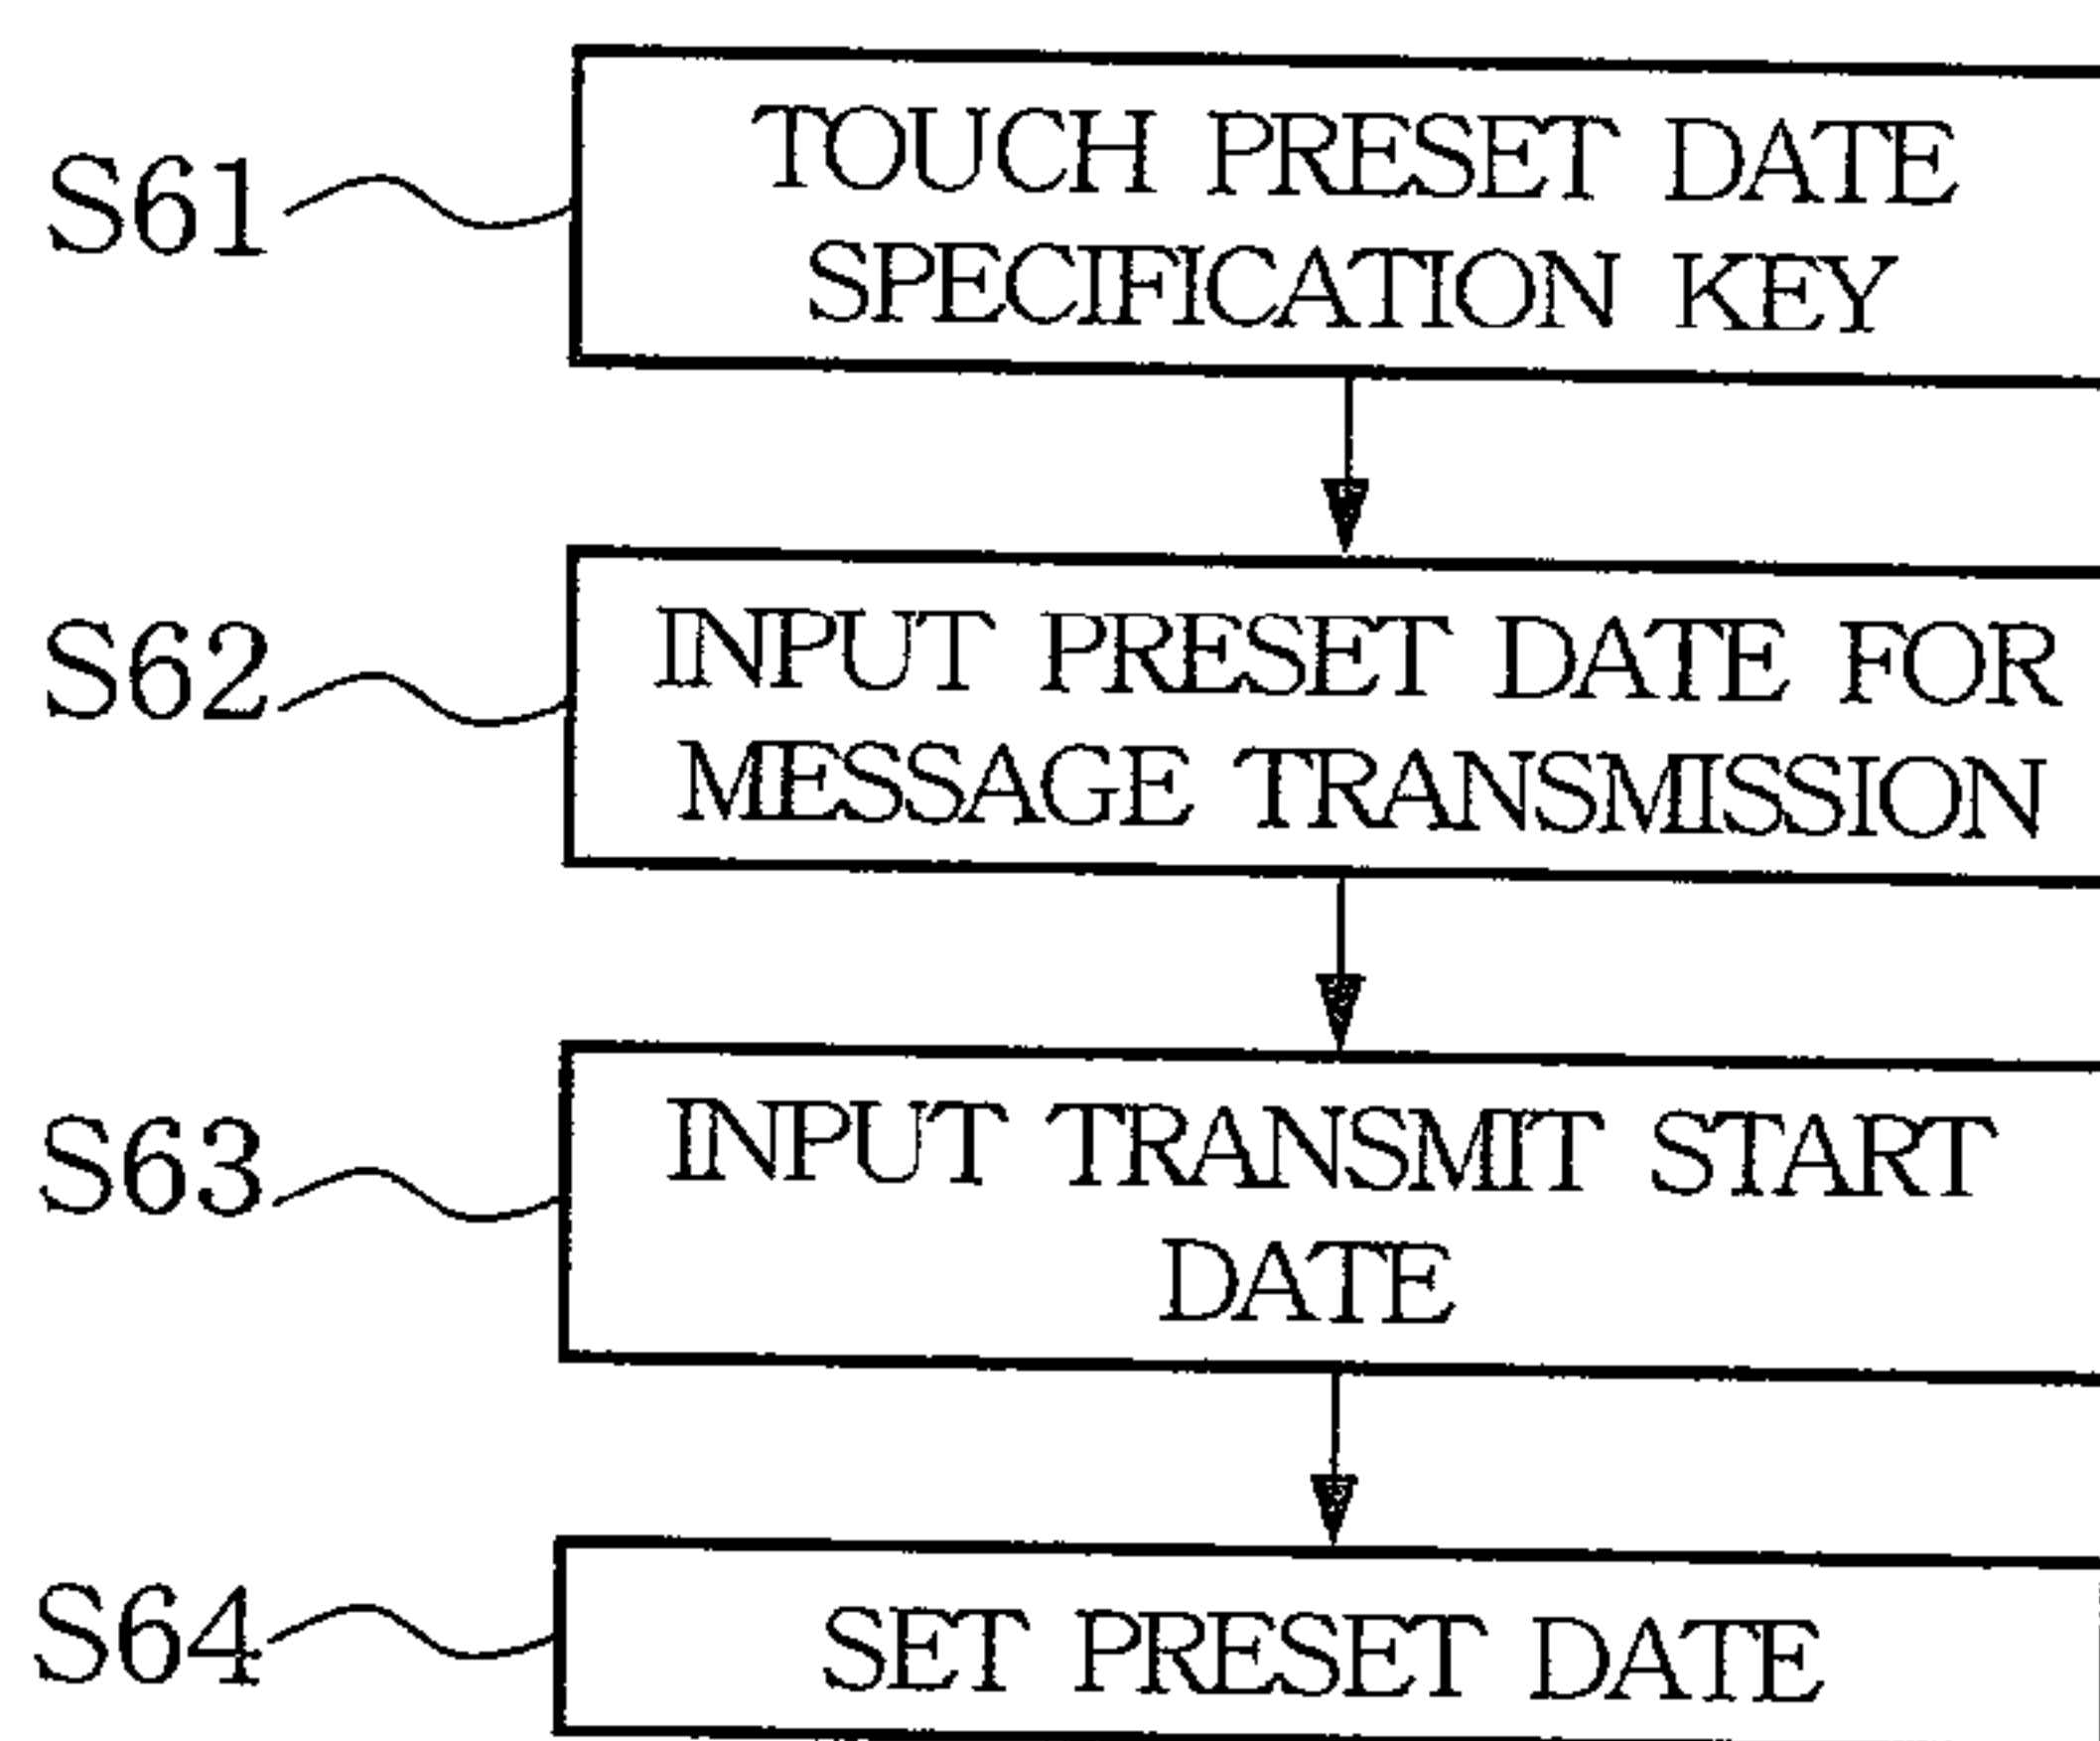 S61
TOUCH PRESET DATE
SPECIFICATION KEY
S62
INPUT PRESET DATE FOR
MESSAGE TRANSMISSION
S63
INPUT TRANSMIT START
DATE
S64
SET PRESET DATE